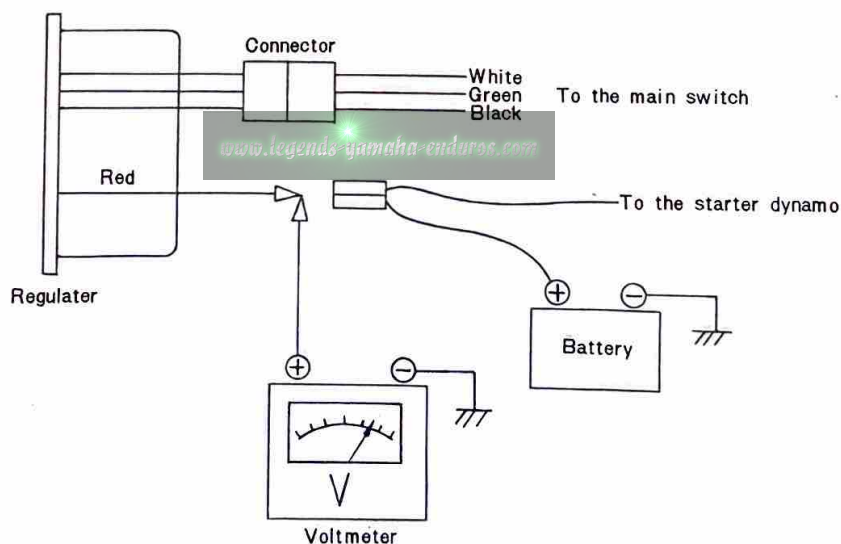 Connector
White
Green
Black
To the main switch
www.legends-yamaha-enduros.com
Red
To the starter dynamo
Regulater
+
−
Battery
+
−
V
Voltmeter